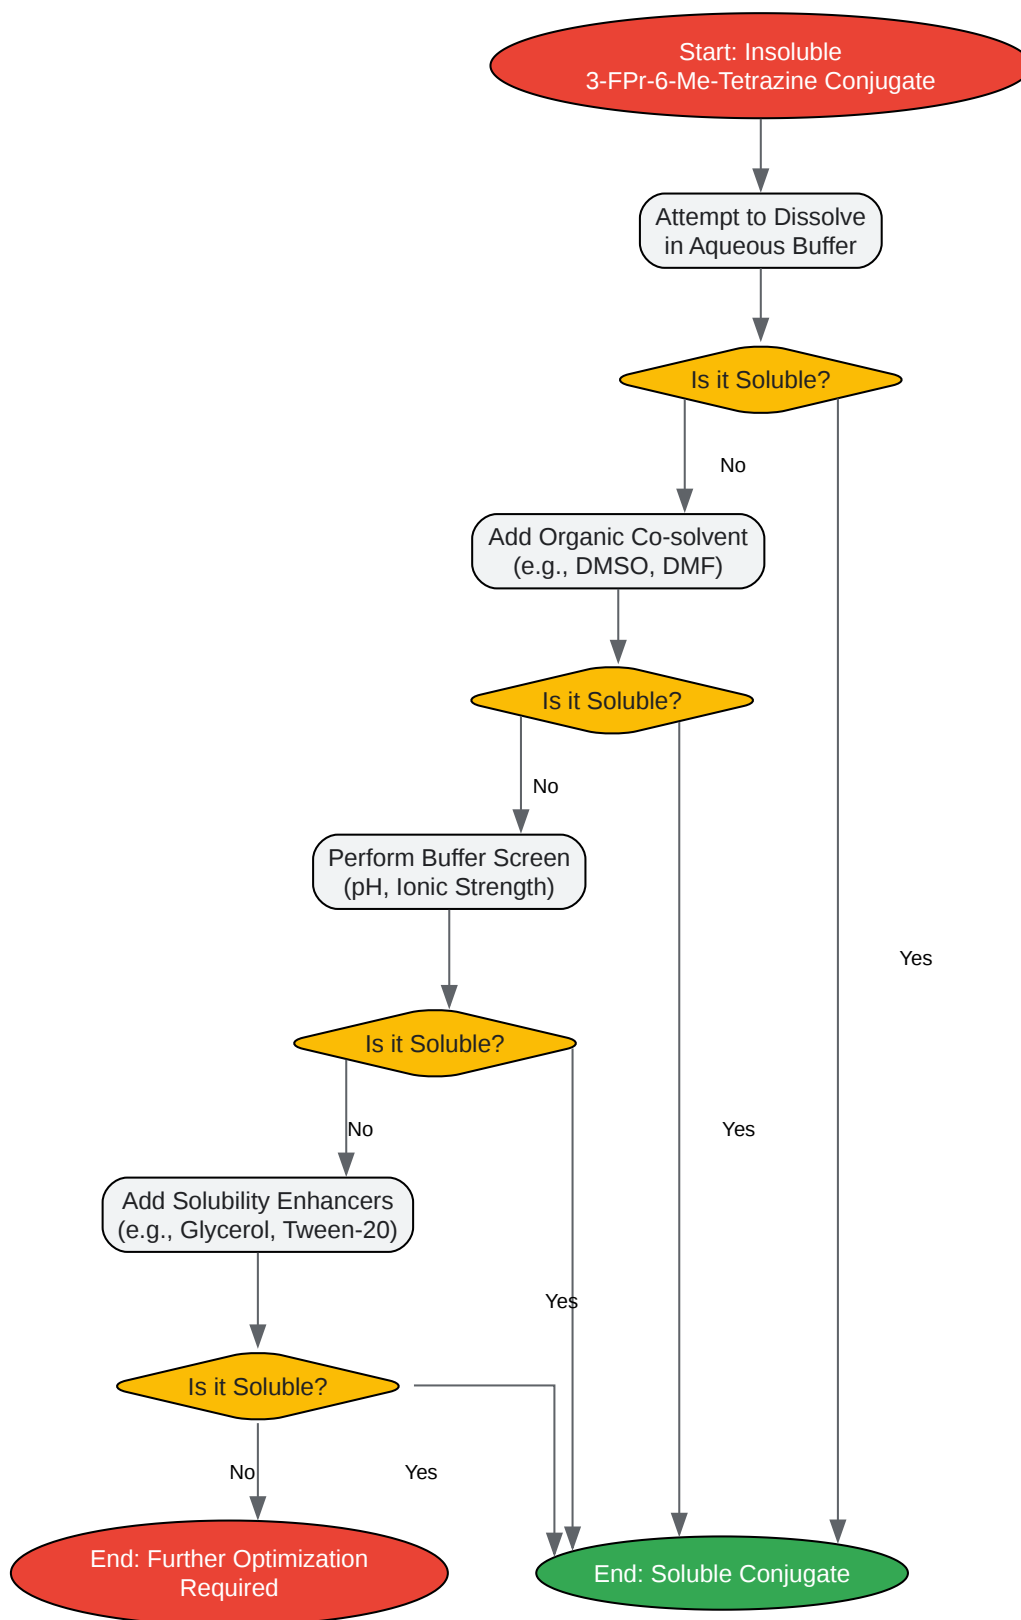 Start: Insoluble
3-FPr-6-Me-Tetrazine Conjugate
Attempt to Dissolve
in Aqueous Buffer
Is it Soluble?
No
Add Organic Co-solvent
(e.g., DMSO, DMF)
Is it Soluble?
No
Perform Buffer Screen
(pH, Ionic Strength)
Yes
Is it Soluble?
No
Yes
Add Solubility Enhancers
(e.g., Glycerol, Tween-20)
Yes
Is it Soluble?
No
Yes
End: Further Optimization
Required
End: Soluble Conjugate